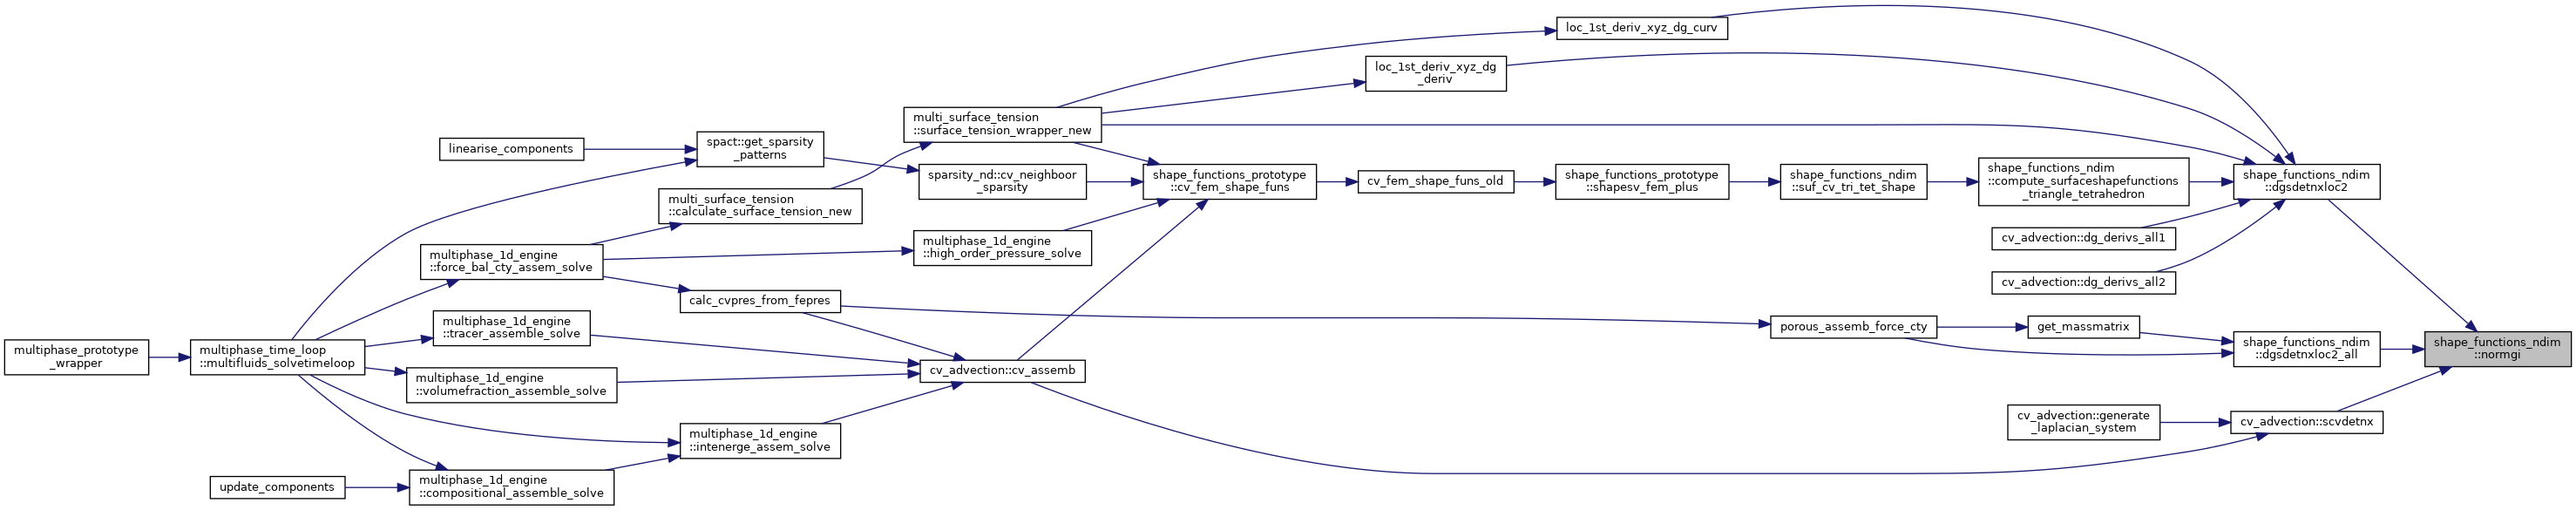 loc_1st_deriv_xyz_dg_curv
loc_1st_deriv_xyz_dg
_deriv
multi_surface_tension
::surface_tension_wrapper_new
linearise_components
spact::get_sparsity
_patterns
sparsity_nd::cv_neighboor
_sparsity
shape_functions_prototype
::cv_fem_shape_funs
cv_fem_shape_funs_old
shape_functions_prototype
::shapesv_fem_plus
shape_functions_ndim
::suf_cv_tri_tet_shape
shape_functions_ndim
::compute_surfaceshapefunctions
_triangle_tetrahedron
shape_functions_ndim
::dgsdetnxloc2
multi_surface_tension
::calculate_surface_tension_new
cv_advection::dg_derivs_all1
multiphase_1d_engine
::force_bal_cty_assem_solve
multiphase_1d_engine
::high_order_pressure_solve
cv_advection::dg_derivs_all2
calc_cvpres_from_fepres
multiphase_1d_engine
::tracer_assemble_solve
porous_assemb_force_cty
get_massmatrix
shape_functions_ndim
::dgsdetnxloc2_all
shape_functions_ndim
::normgi
multiphase_prototype
_wrapper
multiphase_time_loop
::multifluids_solvetimeloop
multiphase_1d_engine
::volumefraction_assemble_solve
cv_advection::cv_assemb
cv_advection::generate
_laplacian_system
cv_advection::scvdetnx
multiphase_1d_engine
::intenerge_assem_solve
update_components
multiphase_1d_engine
::compositional_assemble_solve